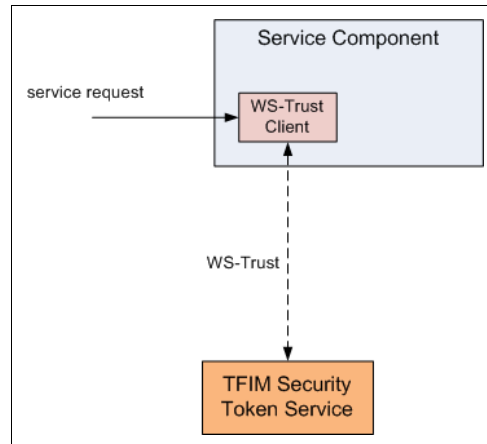 Service Component
service request
WS-Trust
Client
WS-Trust
TFIM Security
Token Service